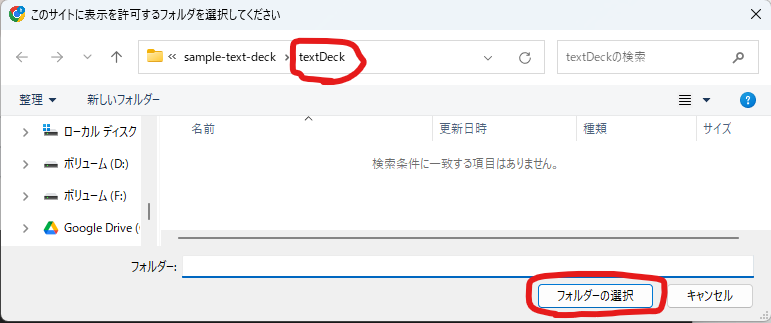 このサイトに表示を許可するフォルダを選択してください
« sample-text-deck › textDeck
textDeckの検索
整理 新しいフォルダー
名前 更新日時 種類 サイズ
ローカル ディスク
ボリューム (D:)
ボリューム (F:)
Google Drive (
検索条件に一致する項目はありません。
フォルダー:
フォルダーの選択 キャンセル